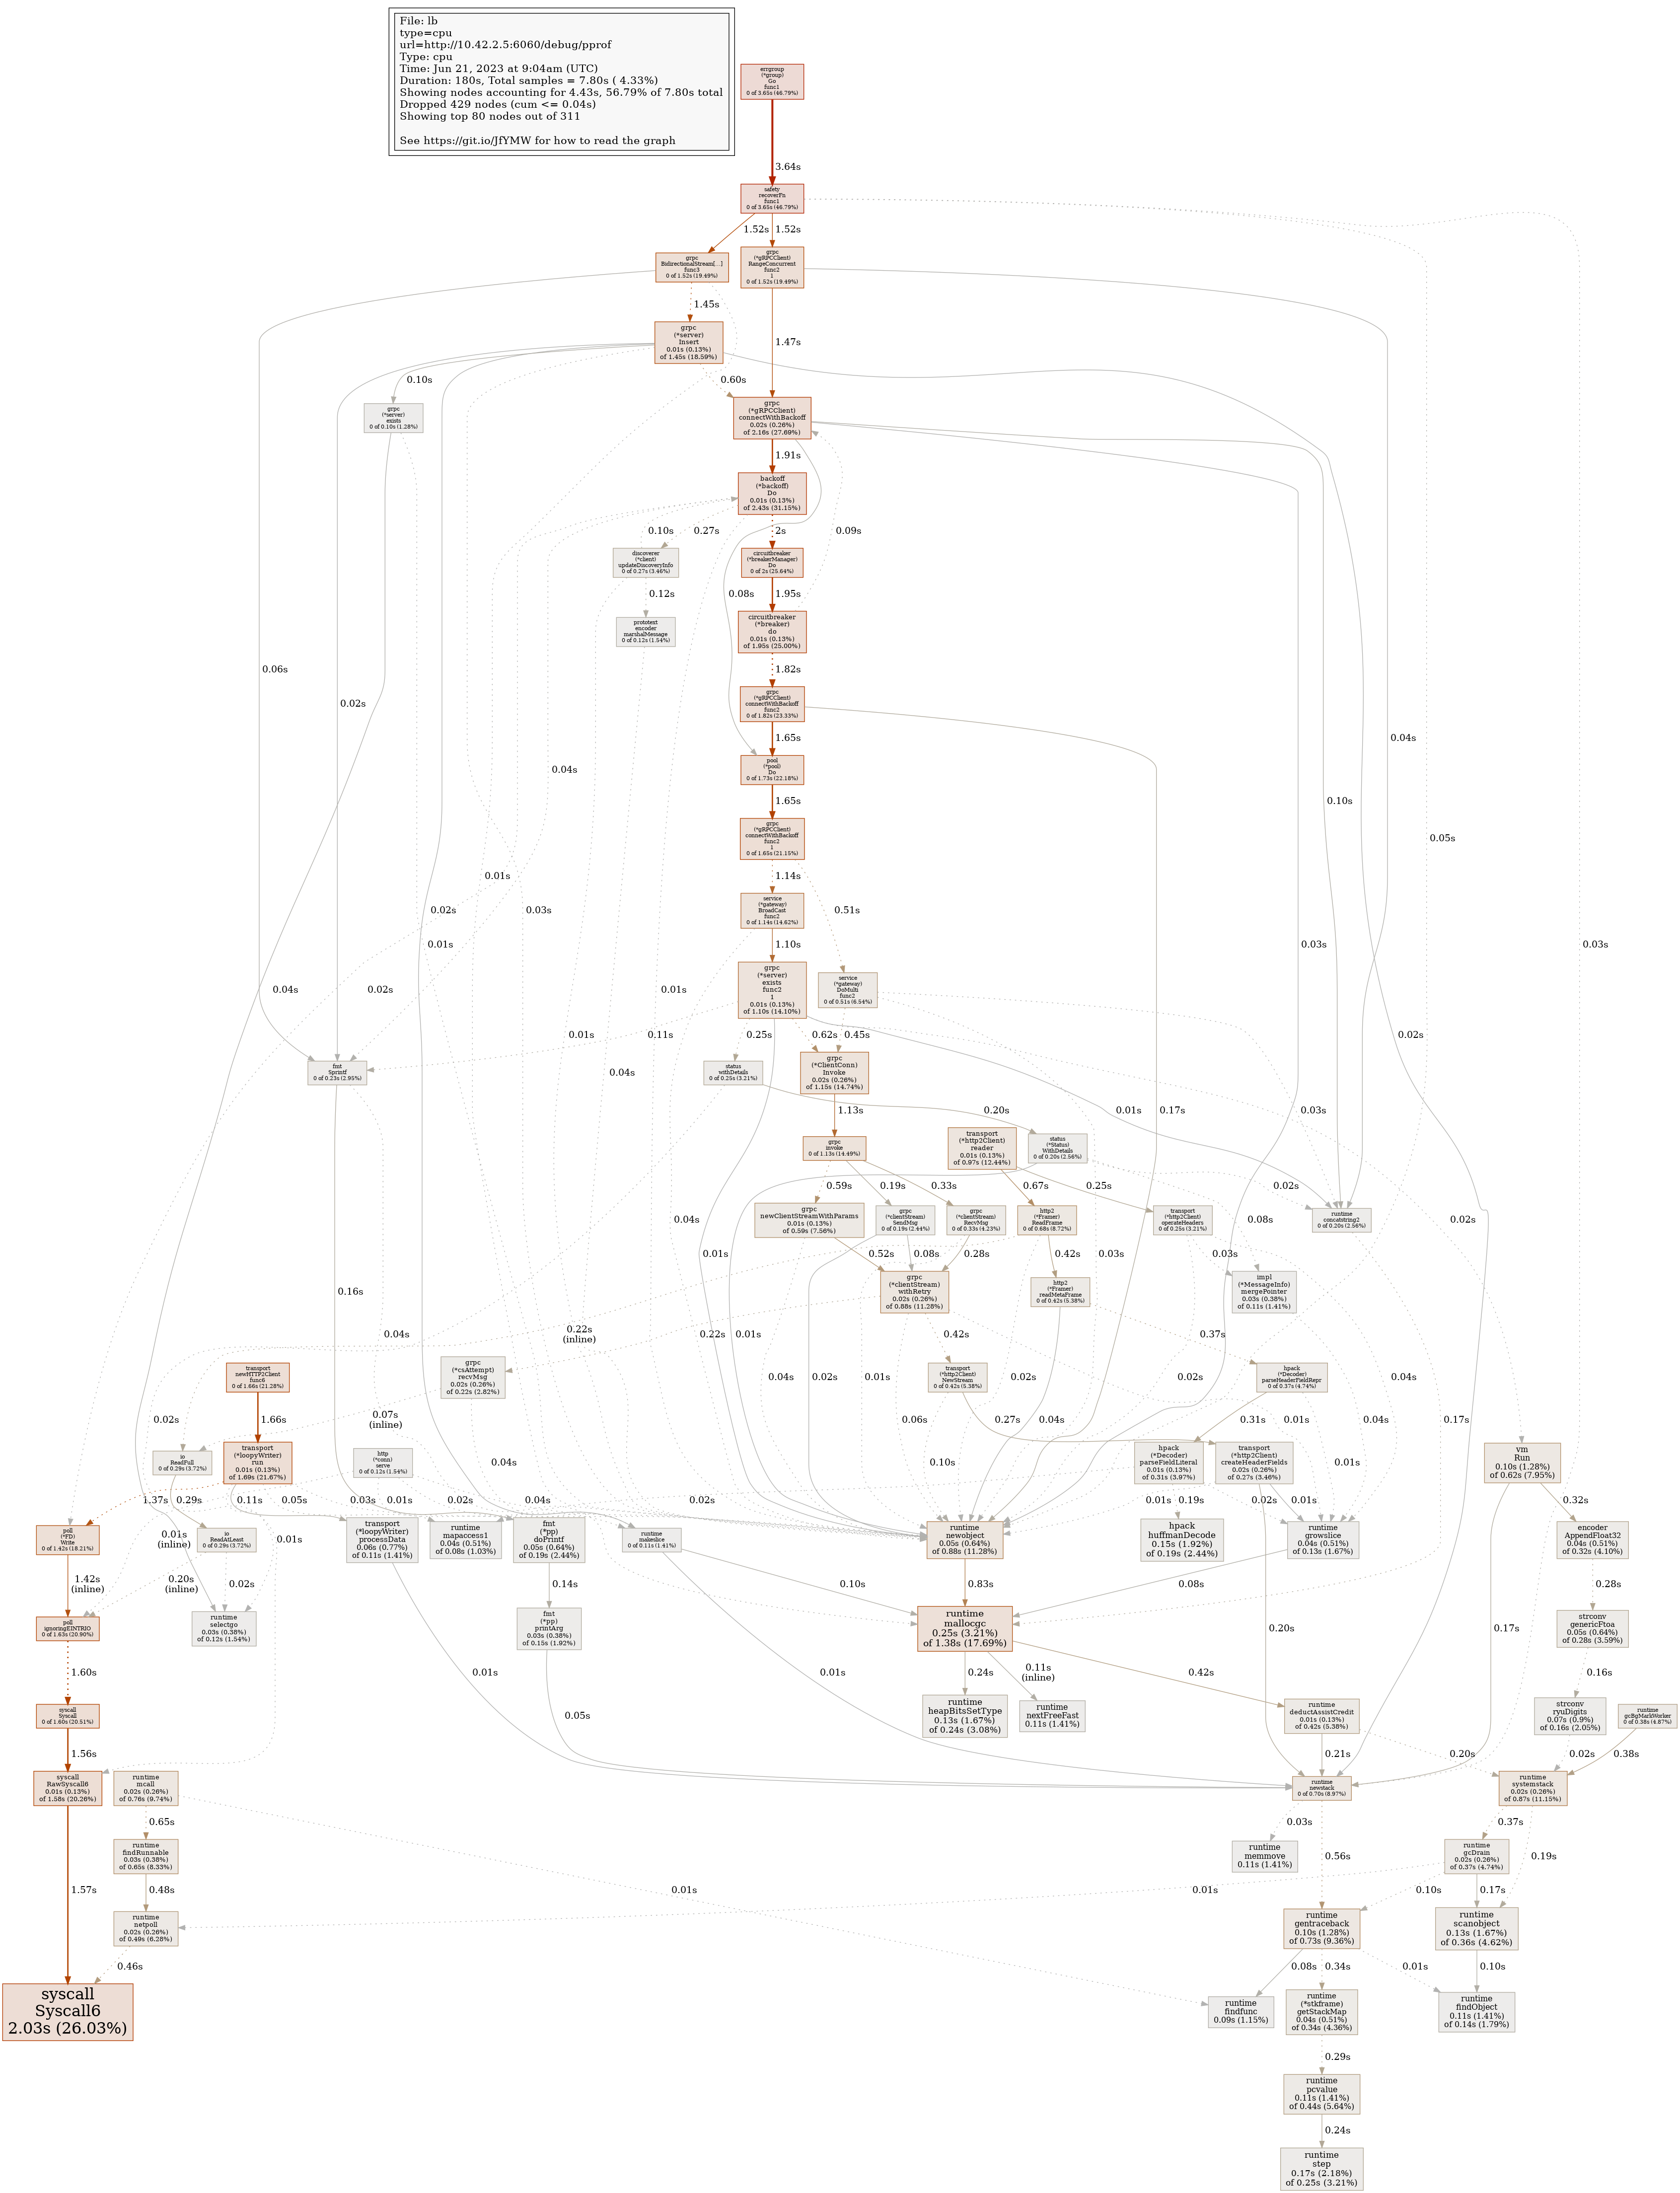 File: lb
type=cpu
url=http://10.42.2.5:6060/debug/pprof
Type: cpu
Time: Jun 21, 2023 at 9:04am (UTC)
Duration: 180s, Total samples = 7.80s ( 4.33%)
Showing nodes accounting for 4.43s, 56.79% of 7.80s total
Dropped 429 nodes (cum <= 0.04s)
Showing top 80 nodes out of 311
See https://git.io/JfYMW for how to read the graph
errgroup
(*group)
Go
func1
0 of 3.65s (46.79%)
3.64s
safety
recoverFn
func1
0 of 3.65s (46.79%)
1.52s
1.52s
grpc
BidirectionalStream[...]
func3
0 of 1.52s (19.49%)
grpc
(*gRPCClient)
RangeConcurrent
func2
1
0 of 1.52s (19.49%)
1.45s
grpc
(*server)
Insert
0.01s (0.13%)
of 1.45s (18.59%)
1.47s
0.10s
0.60s
grpc
(*server)
exists
0 of 0.10s (1.28%)
grpc
(*gRPCClient)
connectWithBackoff
0.02s (0.26%)
of 2.16s (27.69%)
1.91s
backoff
(*backoff)
Do
0.01s (0.13%)
of 2.43s (31.15%)
0.10s
0.27s
2s
0.09s
discoverer
(*client)
updateDiscoveryInfo
0 of 0.27s (3.46%)
circuitbreaker
(*breakerManager)
Do
0 of 2s (25.64%)
0.12s
0.08s
1.95s
prototext
encoder
marshalMessage
0 of 0.12s (1.54%)
circuitbreaker
(*breaker)
do
0.01s (0.13%)
of 1.95s (25.00%)
0.06s
1.82s
grpc
(*gRPCClient)
connectWithBackoff
func2
0 of 1.82s (23.33%)
0.02s
1.65s
0.04s
pool
(*pool)
Do
0 of 1.73s (22.18%)
0.04s
1.65s
0.10s
grpc
(*gRPCClient)
connectWithBackoff
func2
1
0 of 1.65s (21.15%)
0.05s
0.01s
1.14s
service
(*gateway)
BroadCast
func2
0 of 1.14s (14.62%)
0.02s
0.03s
0.51s
0.01s
1.10s
0.03s
0.03s
grpc
(*server)
exists
func2
1
0.01s (0.13%)
of 1.10s (14.10%)
service
(*gateway)
DoMulti
func2
0 of 0.51s (6.54%)
0.04s
0.02s
0.01s
0.01s
0.11s
0.25s
0.62s
0.45s
0.02s
fmt
Sprintf
0 of 0.23s (2.95%)
0.04s
status
withDetails
0 of 0.25s (3.21%)
grpc
(*ClientConn)
Invoke
0.02s (0.26%)
of 1.15s (14.74%)
1.13s
0.20s
0.01s
0.17s
0.03s
grpc
invoke
0 of 1.13s (14.49%)
transport
(*http2Client)
reader
0.01s (0.13%)
of 0.97s (12.44%)
status
(*Status)
WithDetails
0 of 0.20s (2.56%)
0.59s
0.19s
0.33s
0.67s
0.25s
0.02s
grpc
newClientStreamWithParams
0.01s (0.13%)
of 0.59s (7.56%)
grpc
(*clientStream)
SendMsg
0 of 0.19s (2.44%)
grpc
(*clientStream)
RecvMsg
0 of 0.33s (4.23%)
http2
(*Framer)
ReadFrame
0 of 0.68s (8.72%)
transport
(*http2Client)
operateHeaders
0 of 0.25s (3.21%)
runtime
concatstring2
0 of 0.20s (2.56%)
0.02s
0.04s
0.01s
0.52s
0.08s
0.28s
0.42s
0.03s
0.03s
0.08s
grpc
(*clientStream)
withRetry
0.02s (0.26%)
of 0.88s (11.28%)
http2
(*Framer)
readMetaFrame
0 of 0.42s (5.38%)
impl
(*MessageInfo)
mergePointer
0.03s (0.38%)
of 0.11s (1.41%)
0.16s
0.04s
0.22s
(inline)
0.22s
0.01s
0.42s
0.37s
transport
newHTTP2Client
func6
0 of 1.66s (21.28%)
grpc
(*csAttempt)
recvMsg
0.02s (0.26%)
of 0.22s (2.82%)
0.04s
0.02s
0.01s
transport
(*http2Client)
NewStream
0 of 0.42s (5.38%)
0.02s
0.02s
hpack
(*Decoder)
parseHeaderFieldRepr
0 of 0.37s (4.74%)
0.04s
0.02s
1.66s
0.07s
(inline)
0.06s
0.27s
0.04s
0.31s
0.01s
0.04s
0.17s
io
ReadFull
0 of 0.29s (3.72%)
transport
(*loopyWriter)
run
0.01s (0.13%)
of 1.69s (21.67%)
http
(*conn)
serve
0 of 0.12s (1.54%)
0.04s
0.10s
hpack
(*Decoder)
parseFieldLiteral
0.01s (0.13%)
of 0.31s (3.97%)
transport
(*http2Client)
createHeaderFields
0.02s (0.26%)
of 0.27s (3.46%)
0.01s
vm
Run
0.10s (1.28%)
of 0.62s (7.95%)
1.37s
0.29s
0.11s
0.05s
0.03s
0.01s
0.02s
0.04s
0.02s
0.01s
0.19s
0.02s
0.01s
0.32s
poll
(*FD)
Write
0 of 1.42s (18.21%)
0.01s
(inline)
io
ReadAtLeast
0 of 0.29s (3.72%)
0.01s
transport
(*loopyWriter)
processData
0.06s (0.77%)
of 0.11s (1.41%)
runtime
mapaccess1
0.04s (0.51%)
of 0.08s (1.03%)
fmt
(*pp)
doPrintf
0.05s (0.64%)
of 0.19s (2.44%)
runtime
makeslice
0 of 0.11s (1.41%)
runtime
newobject
0.05s (0.64%)
of 0.88s (11.28%)
hpack
huffmanDecode
0.15s (1.92%)
of 0.19s (2.44%)
runtime
growslice
0.04s (0.51%)
of 0.13s (1.67%)
encoder
AppendFloat32
0.04s (0.51%)
of 0.32s (4.10%)
1.42s
(inline)
0.20s
(inline)
0.02s
0.14s
0.10s
0.83s
0.08s
0.28s
poll
ignoringEINTRIO
0 of 1.63s (20.90%)
runtime
selectgo
0.03s (0.38%)
of 0.12s (1.54%)
fmt
(*pp)
printArg
0.03s (0.38%)
of 0.15s (1.92%)
runtime
mallocgc
0.25s (3.21%)
of 1.38s (17.69%)
0.20s
0.17s
strconv
genericFtoa
0.05s (0.64%)
of 0.28s (3.59%)
1.60s
0.01s
0.01s
0.24s
0.11s
(inline)
0.42s
0.16s
syscall
Syscall
0 of 1.60s (20.51%)
0.05s
runtime
heapBitsSetType
0.13s (1.67%)
of 0.24s (3.08%)
runtime
nextFreeFast
0.11s (1.41%)
runtime
deductAssistCredit
0.01s (0.13%)
of 0.42s (5.38%)
strconv
ryuDigits
0.07s (0.9%)
of 0.16s (2.05%)
runtime
gcBgMarkWorker
0 of 0.38s (4.87%)
1.56s
0.21s
0.20s
0.02s
0.38s
syscall
RawSyscall6
0.01s (0.13%)
of 1.58s (20.26%)
runtime
mcall
0.02s (0.26%)
of 0.76s (9.74%)
runtime
newstack
0 of 0.70s (8.97%)
runtime
systemstack
0.02s (0.26%)
of 0.87s (11.15%)
0.65s
0.03s
0.37s
runtime
findRunnable
0.03s (0.38%)
of 0.65s (8.33%)
runtime
memmove
0.11s (1.41%)
0.56s
runtime
gcDrain
0.02s (0.26%)
of 0.37s (4.74%)
0.19s
1.57s
0.48s
0.01s
0.01s
0.10s
0.17s
runtime
netpoll
0.02s (0.26%)
of 0.49s (6.28%)
runtime
gentraceback
0.10s (1.28%)
of 0.73s (9.36%)
runtime
scanobject
0.13s (1.67%)
of 0.36s (4.62%)
0.46s
0.08s
0.34s
0.01s
0.10s
syscall
Syscall6
2.03s (26.03%)
runtime
findfunc
0.09s (1.15%)
runtime
(*stkframe)
getStackMap
0.04s (0.51%)
of 0.34s (4.36%)
runtime
findObject
0.11s (1.41%)
of 0.14s (1.79%)
0.29s
runtime
pcvalue
0.11s (1.41%)
of 0.44s (5.64%)
0.24s
runtime
step
0.17s (2.18%)
of 0.25s (3.21%)